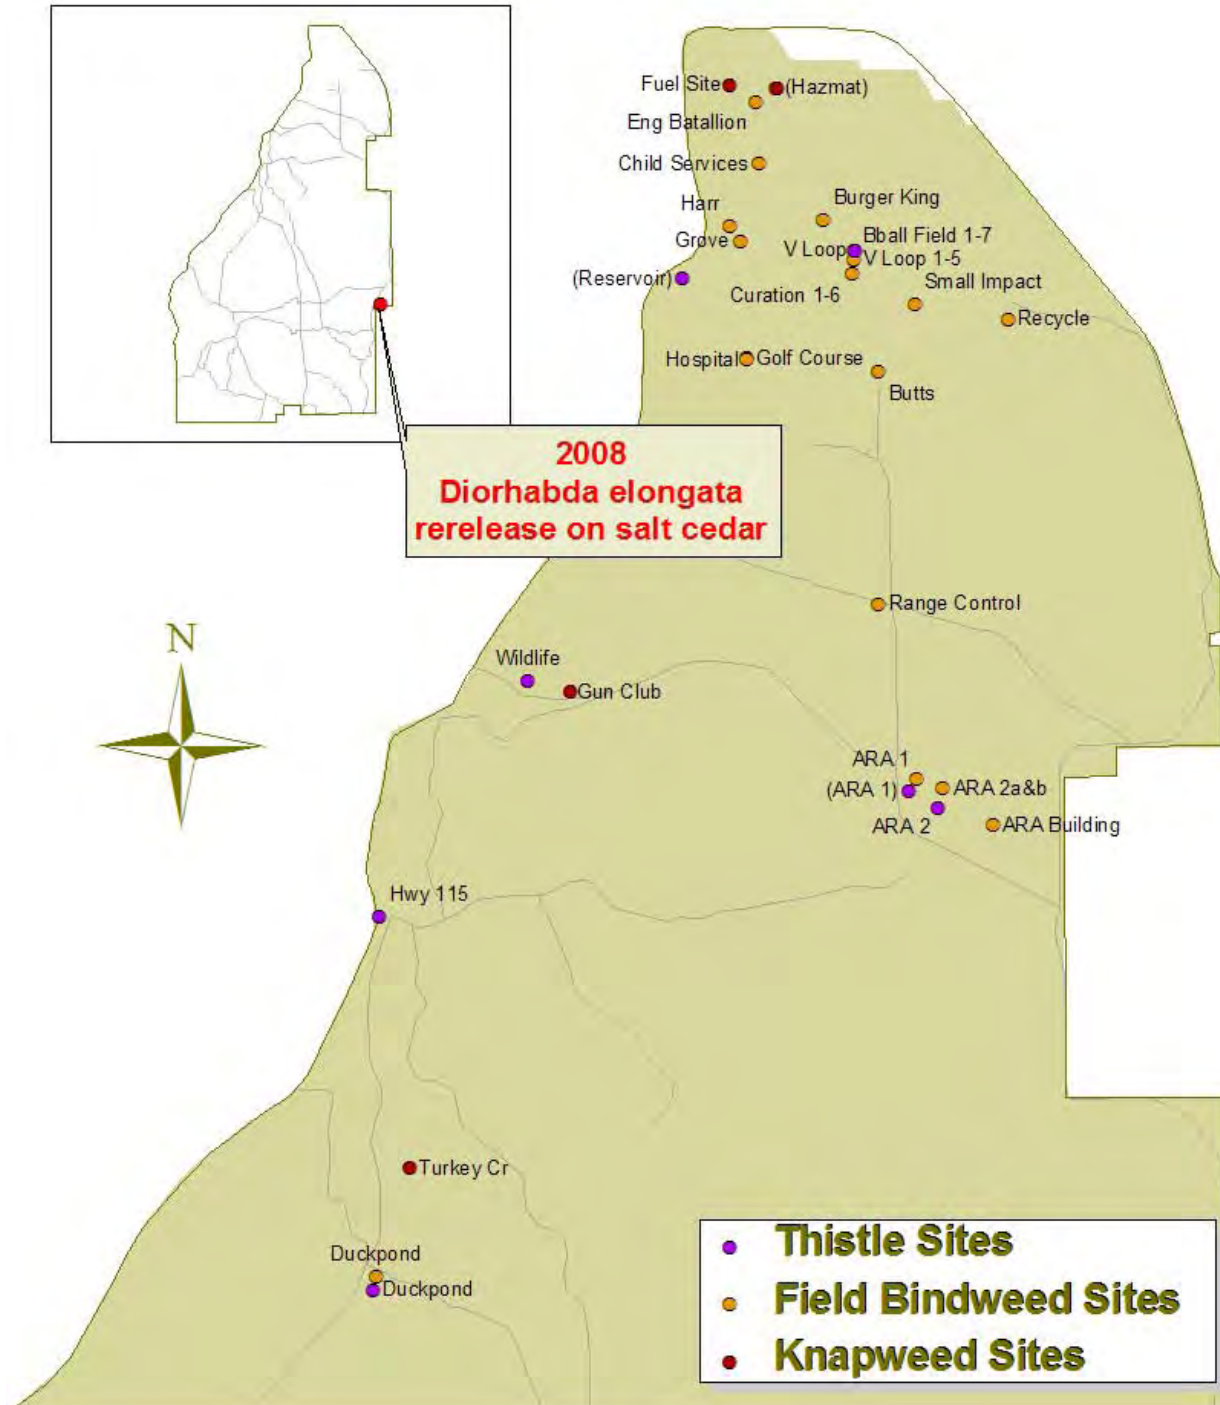 Fuel Site
(Hazmat)
Eng Batallion
Child Services
Harr
Burger King
Grove
Bball Field 1-7
V Loop
V Loop 1-5
(Reservoir)
Curation 1-6
Small Impact
Recycle
Hospital
Golf Course
Butts
2008
Diorhabda elongata
rerelease on salt cedar
Range Control
N
Wildlife
Gun Club
ARA 1
(ARA 1)
ARA 2a&b
ARA 2
ARA Building
Hwy 115
Turkey Cr
Duckpond
Duckpond
Thistle Sites
Field Bindweed Sites
Knapweed Sites